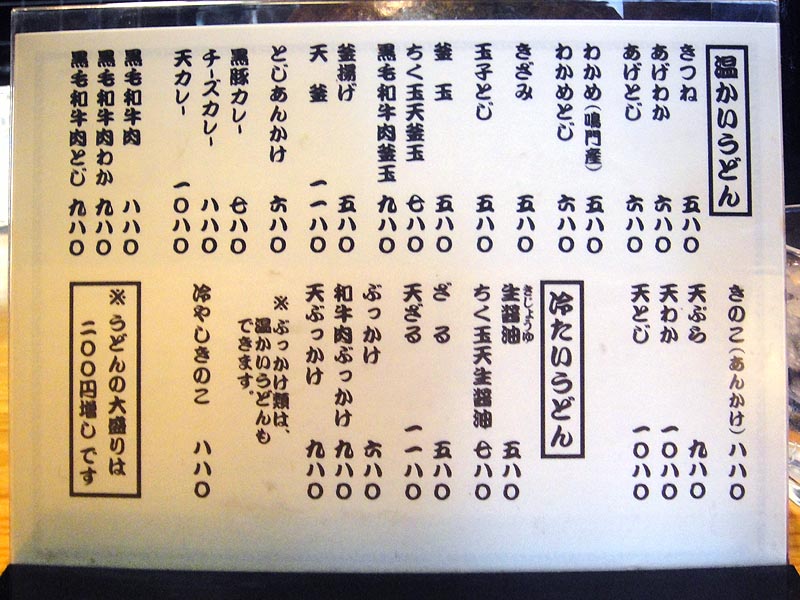 温かいうどん
きつね 五八〇
あげわか 六八〇
あげとじ 六八〇
わかめ(鳴門産) 五八〇
わかめとじ 六八〇
きざみ 五八〇
玉子とじ 五八〇
釜玉 五八〇
ちく玉天釜玉 七八〇
黒毛和牛肉釜玉 九八〇
釜揚げ 五八〇
天釜 一一八〇
とじあんかけ 六八〇
黒豚カレー 七八〇
チーズカレー 八八〇
天カレー 一〇八〇
黒毛和牛肉 八八〇
黒毛和牛肉わか 九八〇
黒毛和牛肉とじ 九八〇
きのこ(あんかけ) 八八〇
天ぷら 九八〇
天わか 一〇八〇
天とじ 一〇八〇
冷たいうどん
きじょうゆ
生醤油 五八〇
ちく玉天生醤油 七八〇
ざる 五八〇
天ざる 一一八〇
ぶっかけ 六八〇
和牛肉ぶっかけ 九八〇
天ぶっかけ 九八〇
※ぶっかけ類は、
温かいうどんも
できます。
冷やしきのこ 八八〇
※うどんの大盛りは
二〇〇円増しです